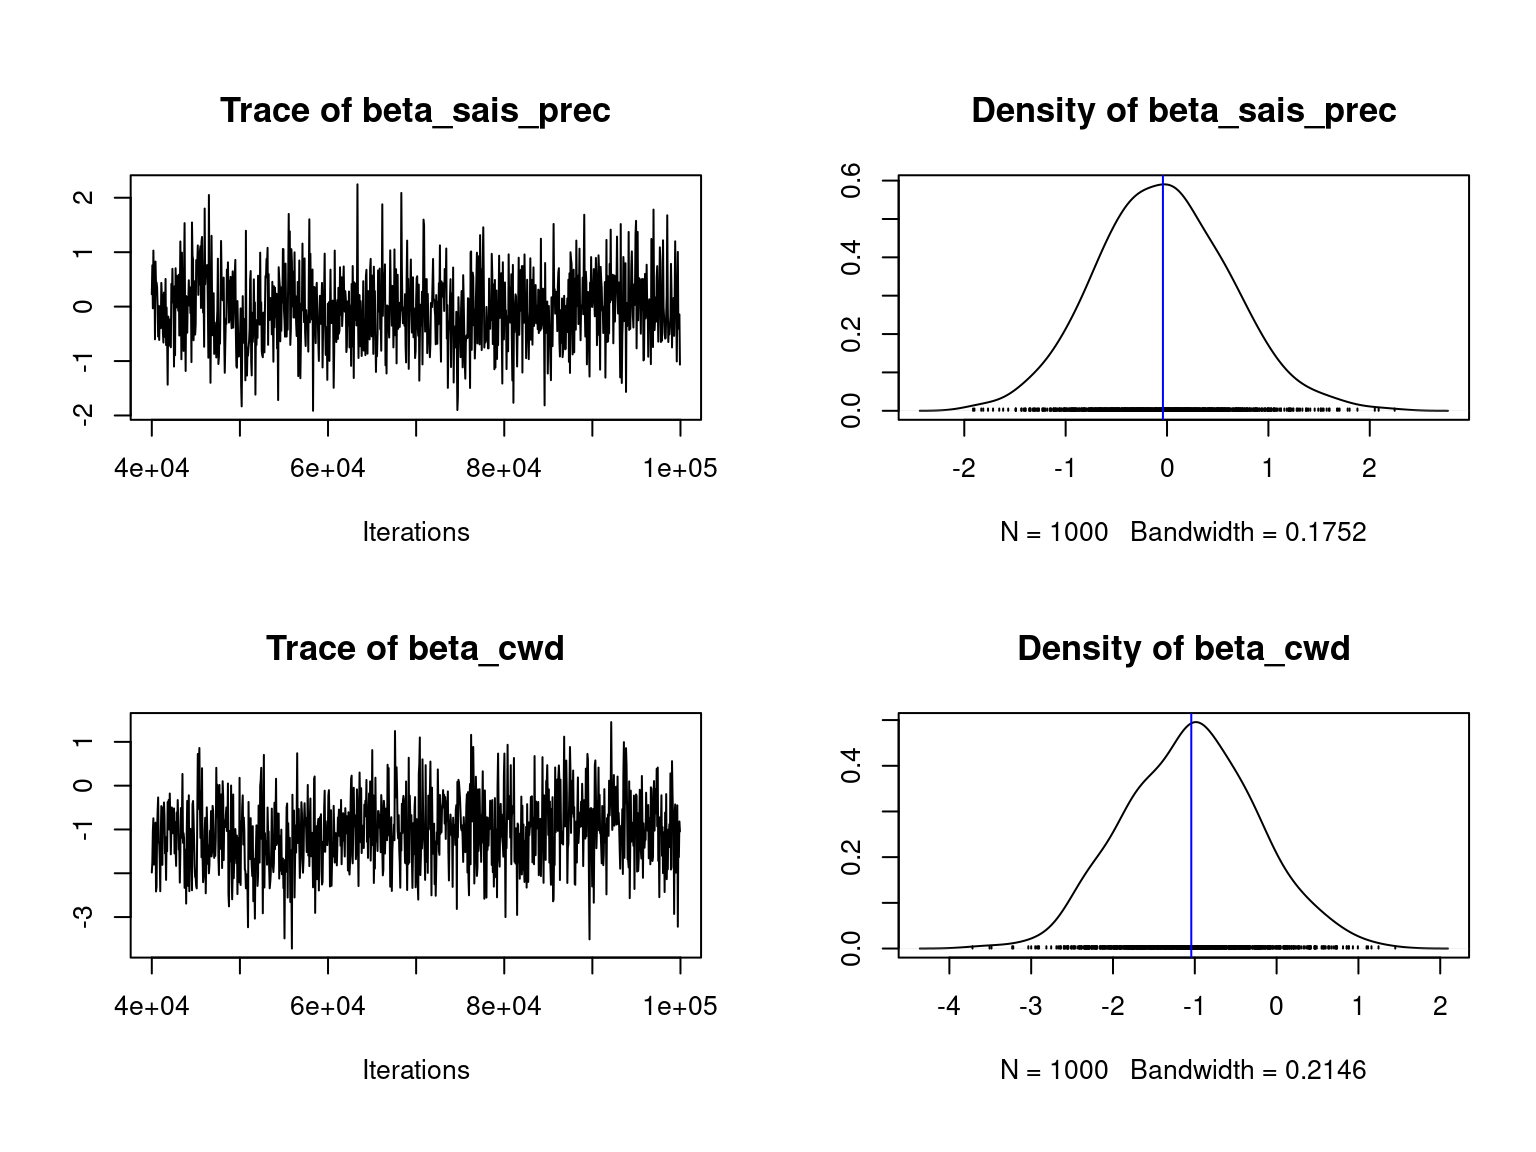 Trace of beta_sais_prec
2
1
0
-1
-2
4e+04 6e+04 8e+04 1e+05
Iterations
Density of beta_sais_prec
0.6
0.4
0.2
0.0
-2 -1 0 1 2
N = 1000 Bandwidth = 0.1752
Trace of beta_cwd
1
0
-1
-3
4e+04 6e+04 8e+04 1e+05
Iterations
Density of beta_cwd
0.4
0.2
0.0
-4 -3 -2 -1 0 1 2
N = 1000 Bandwidth = 0.2146